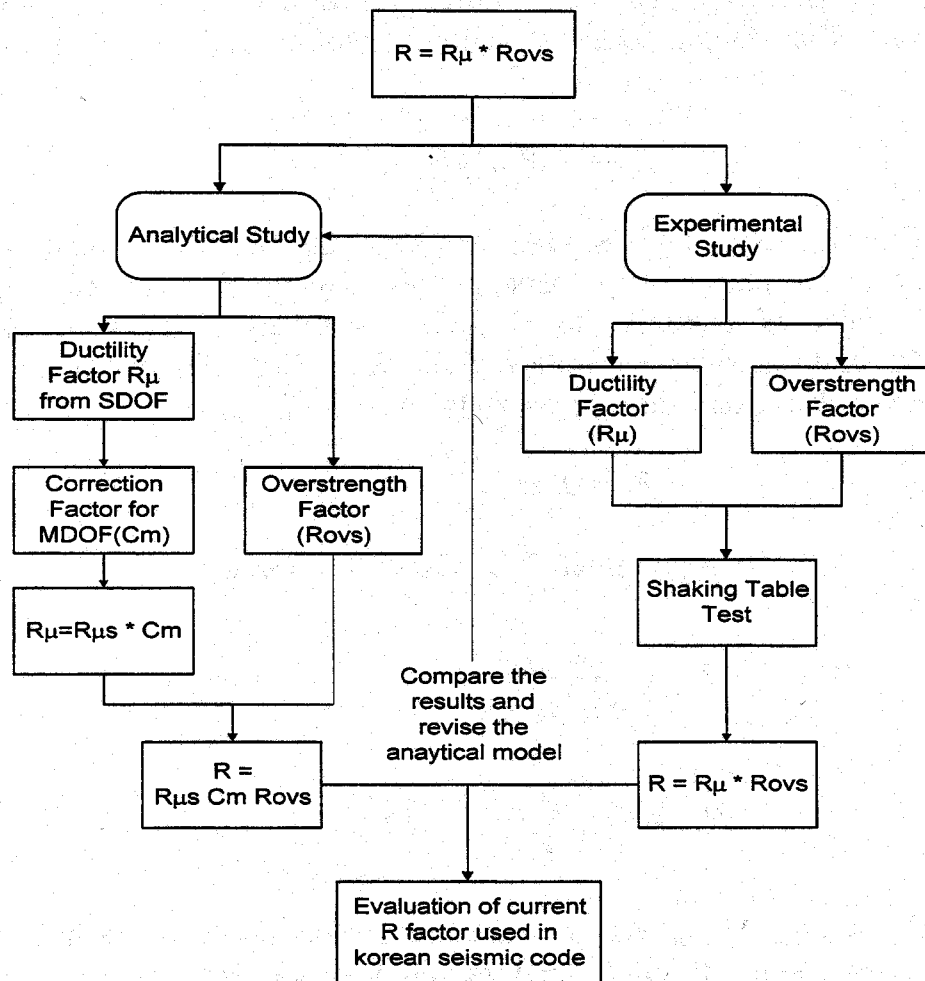 R = Rμ * Rovs
Analytical Study
Experimental
Study
Ductility
Factor Rμ
from SDOF
Ductility
Factor
(Rμ)
Overstrength
Factor
(Rovs)
Correction
Factor for
MDOF(Cm)
Overstrength
Factor
(Rovs)
Shaking Table
Test
Rμ=Rμs * Cm
Compare the
results and
revise the
anaytical model
R =
Rμs Cm Rovs
R = Rμ * Rovs
Evaluation of current
R factor used in
korean seismic code